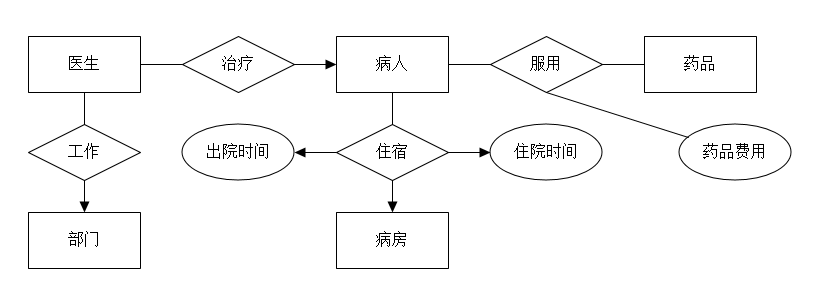 医生
治疗
病人
服用
药品
工作
出院时间
住宿
住院时间
药品费用
部门
病房